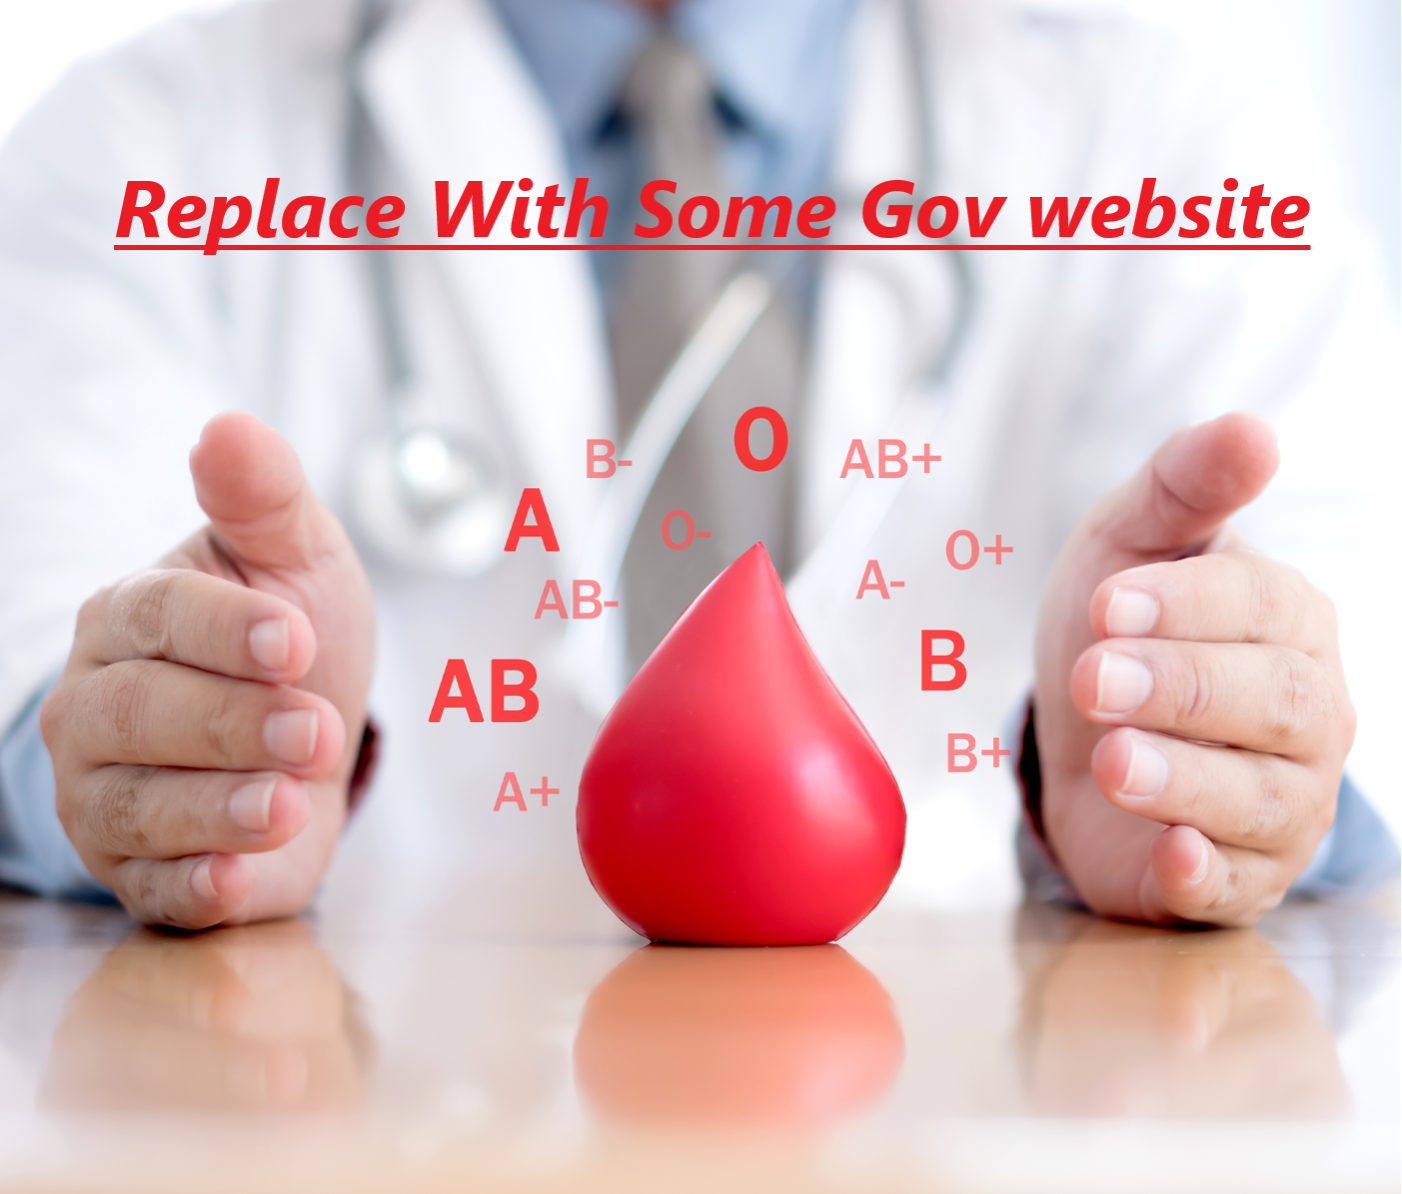 Replace With Some Gov website
O
B-
AB+
A
O-
O+
AB-
A-
AB
B
B+
A+